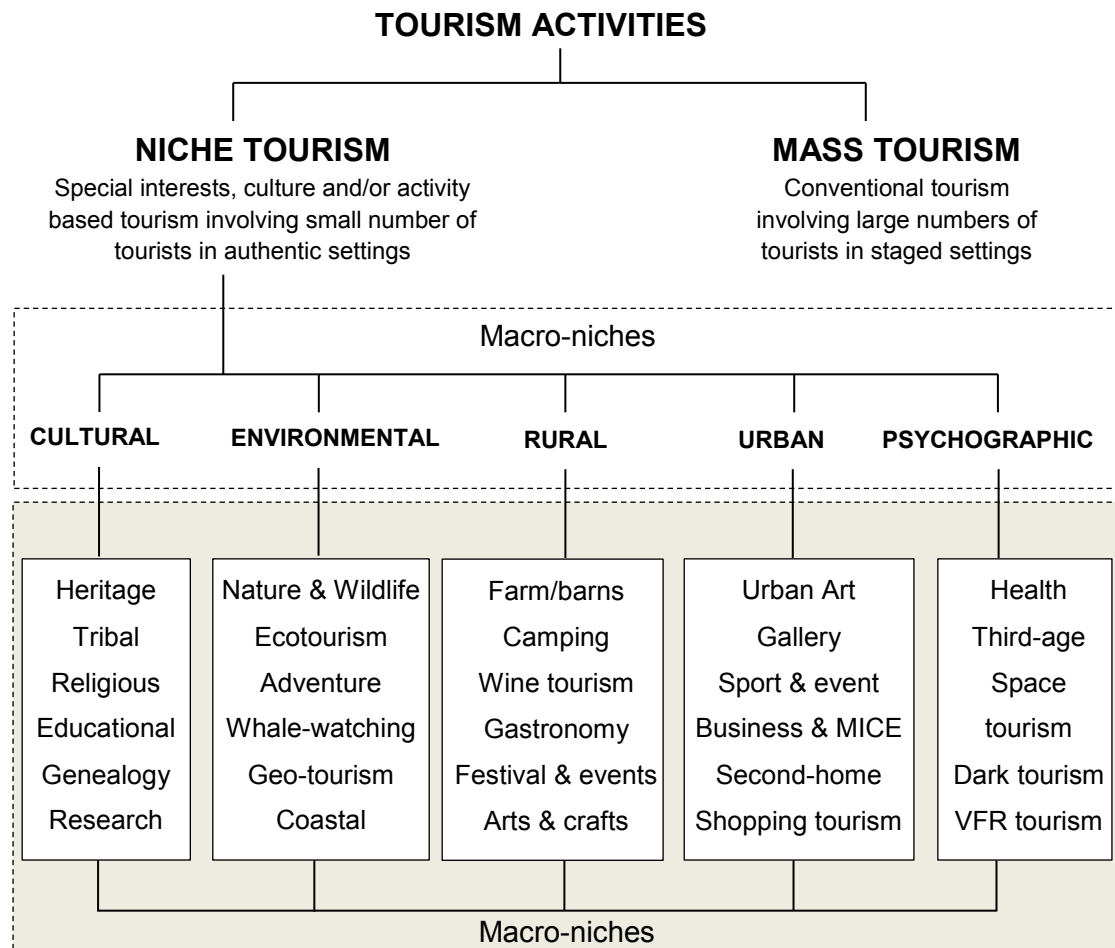 TOURISM ACTIVITIES
NICHE TOURISM
Special interests, culture and/or activity
based tourism involving small number of
tourists in authentic settings
MASS TOURISM
Conventional tourism
involving large numbers of
tourists in staged settings
Macro-niches
CULTURAL
ENVIRONMENTAL
RURAL
URBAN
PSYCHOGRAPHIC
Heritage
Tribal
Religious
Educational
Genealogy
Research
Nature & Wildlife
Ecotourism
Adventure
Whale-watching
Geo-tourism
Coastal
Farm/barns
Camping
Wine tourism
Gastronomy
Festival & events
Arts & crafts
Urban Art
Gallery
Sport & event
Business & MICE
Second-home
Shopping tourism
Health
Third-age
Space
tourism
Dark tourism
VFR tourism
Macro-niches